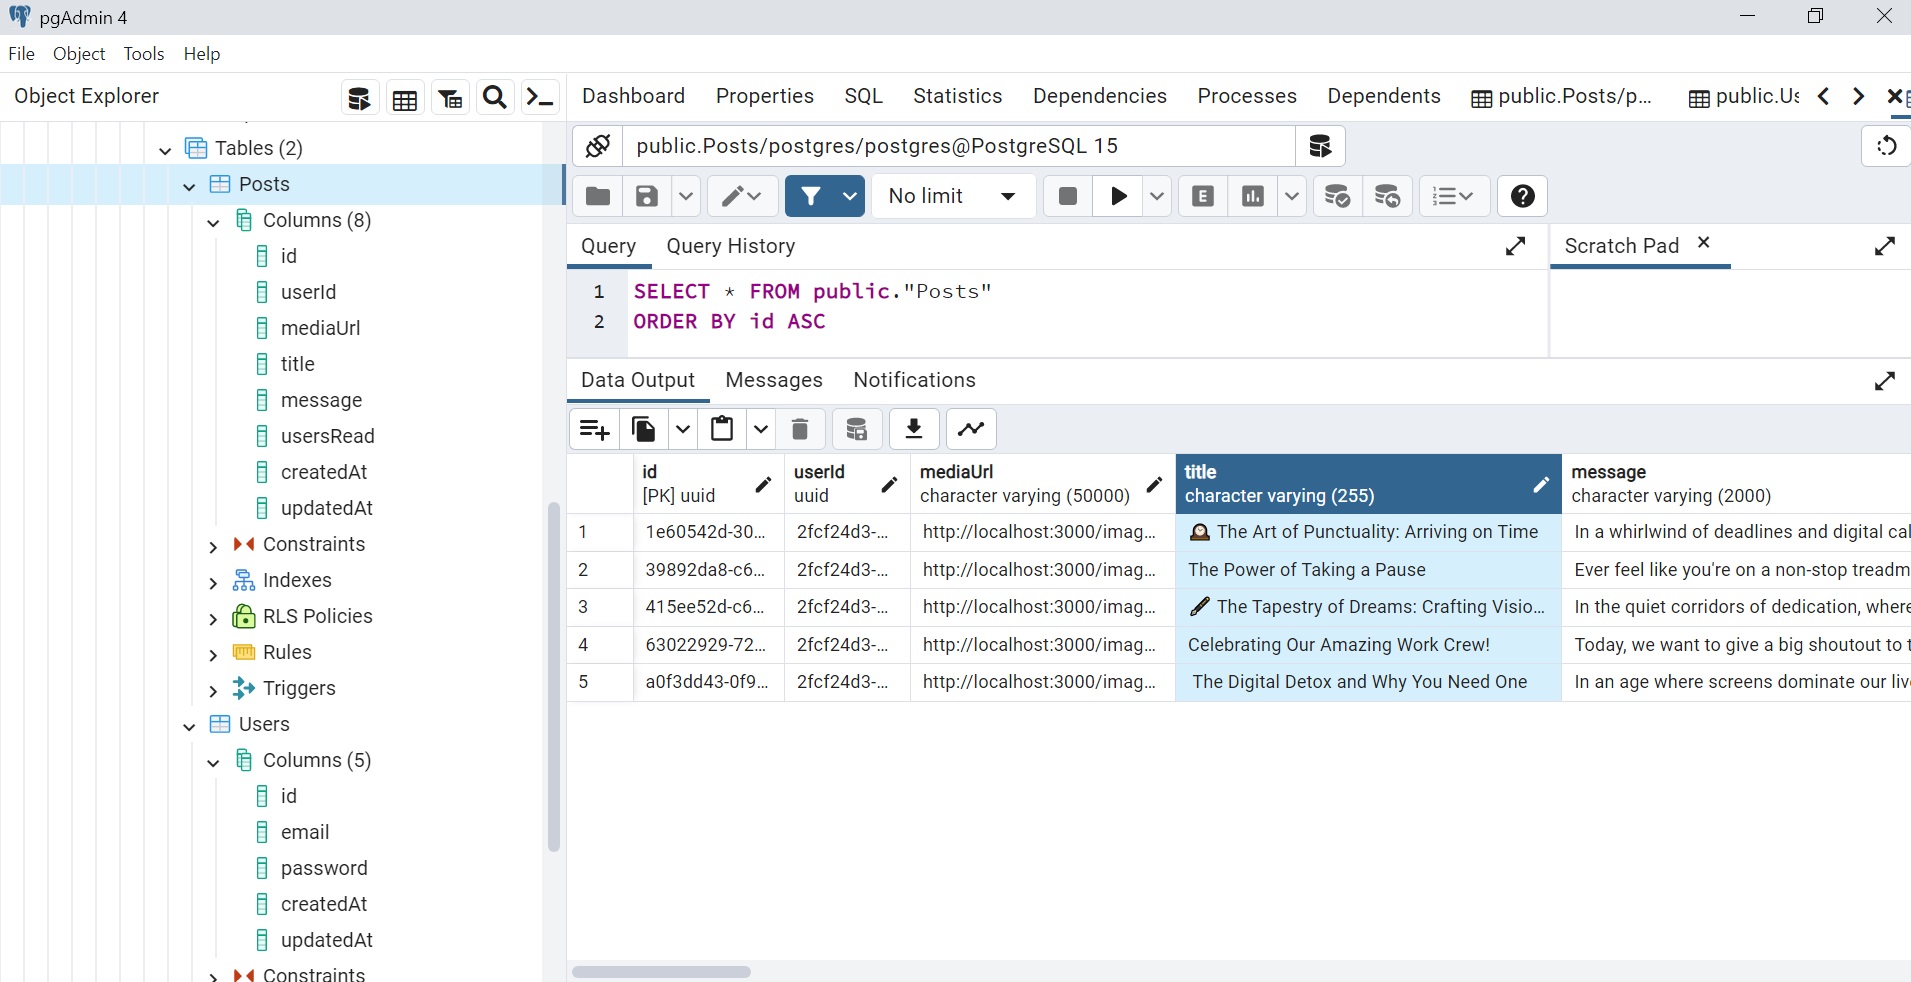 pgAdmin 4
File Object Tools Help
Object Explorer
Dashboard Properties SQL Statistics Dependencies Processes Dependents public.Posts/p... public.Us
Tables (2)
Posts
Columns (8)
id
userId
mediaUrl
title
message
usersRead
createdAt
updatedAt
Constraints
Indexes
RLS Policies
Rules
Triggers
Users
Columns (5)
id
email
password
createdAt
updatedAt
Constraints
public.Posts/postgres/postgres@PostgreSQL 15
No limit
E
Query Query History
Scratch Pad
1 SELECT * FROM public."Posts"
2 ORDER BY id ASC
Data Output Messages Notifications
id userId mediaUrl title message
[PK] uuid uuid character varying (50000) character varying (255) character varying (2000)
1 1e60542d-30... 2fcf24d3-... http://localhost:3000/imag... 🕰️ The Art of Punctuality: Arriving on Time In a whirlwind of deadlines and digital cal
2 39892da8-c6... 2fcf24d3-... http://localhost:3000/imag... The Power of Taking a Pause Ever feel like you're on a non-stop treadm
3 415ee52d-c6... 2fcf24d3-... http://localhost:3000/imag... 🖋️ The Tapestry of Dreams: Crafting Visio... In the quiet corridors of dedication, where
4 63022929-72... 2fcf24d3-... http://localhost:3000/imag... Celebrating Our Amazing Work Crew! Today, we want to give a big shoutout to t
5 a0f3dd43-0f9... 2fcf24d3-... http://localhost:3000/imag... The Digital Detox and Why You Need One In an age where screens dominate our liv